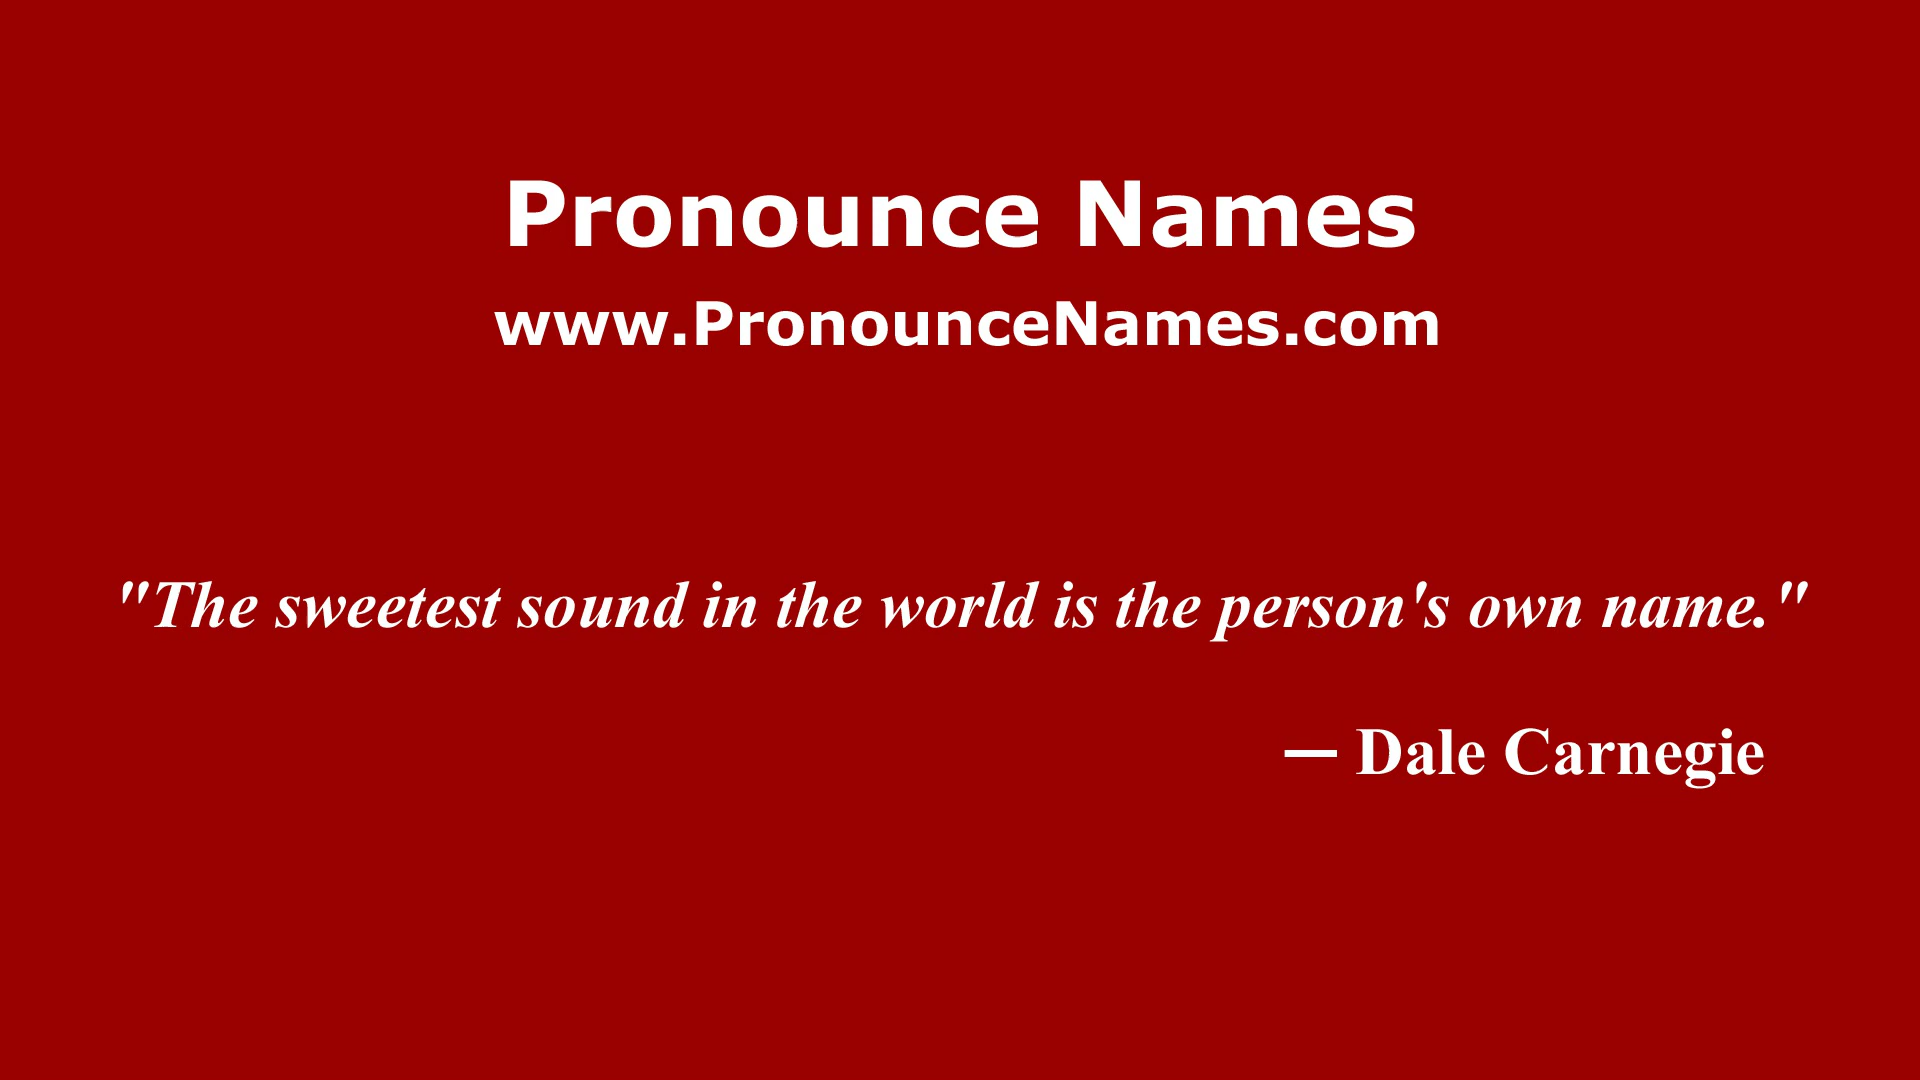 Pronounce Names
www.PronounceNames.com
"The sweetest sound in the world is the person's own name."
— Dale Carnegie